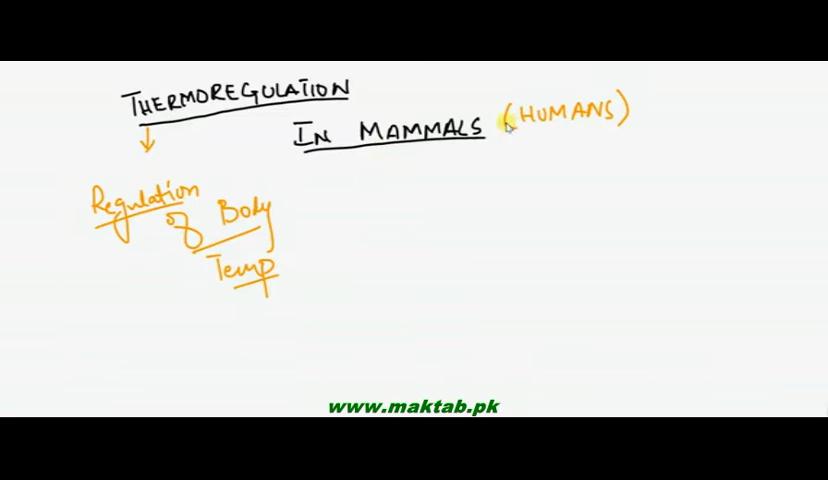 THERMOREGULATION
IN MAMMALS (HUMANS)
Regulation
of Body
Temp
www.maktab.pk